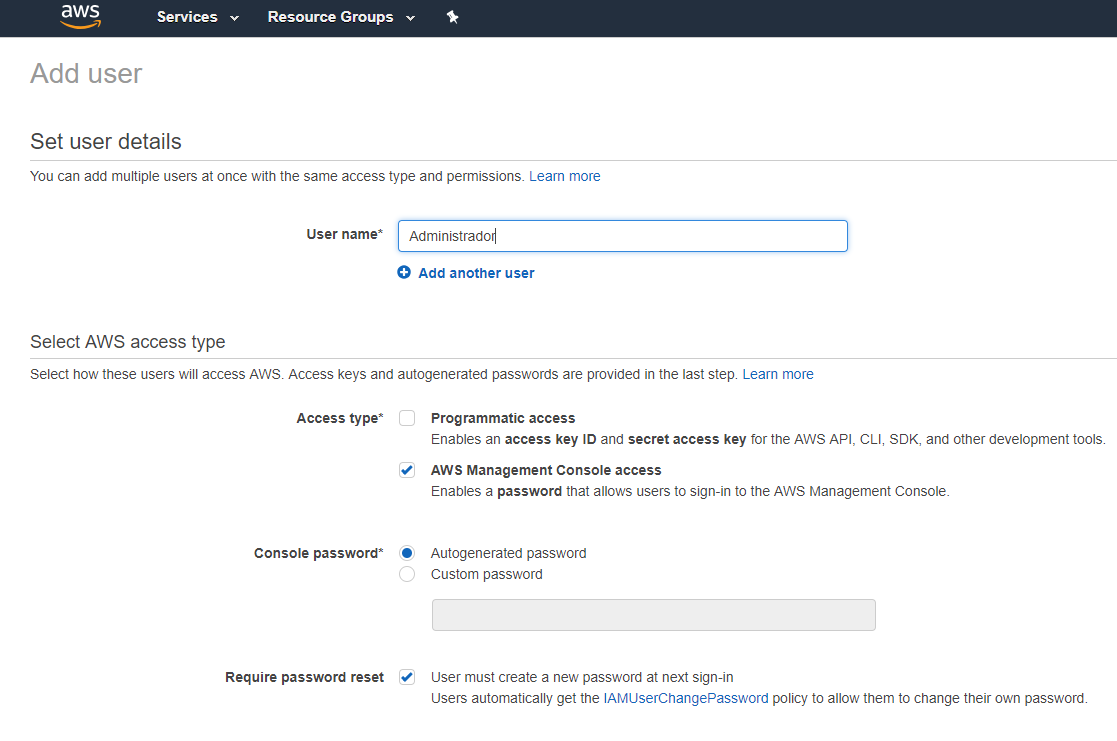 aws Services Resource Groups
Add user
Set user details
You can add multiple users at once with the same access type and permissions. Learn more
User name* Administrador
Add another user
Select AWS access type
Select how these users will access AWS. Access keys and autogenerated passwords are provided in the last step. Learn more
Access type* Programmatic access
Enables an access key ID and secret access key for the AWS API, CLI, SDK, and other development tools.
AWS Management Console access
Enables a password that allows users to sign-in to the AWS Management Console.
Console password* Autogenerated password
Custom password
Require password reset User must create a new password at next sign-in
Users automatically get the IAMUserChangePassword policy to allow them to change their own password.